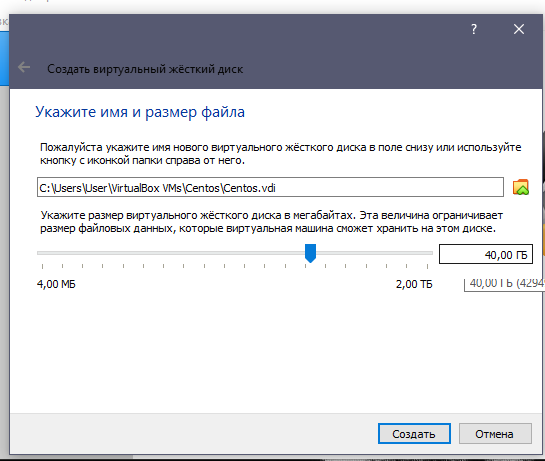 ?
Создать виртуальный жёсткий диск
Укажите имя и размер файла
Пожалуйста укажите имя нового виртуального жёсткого диска в поле снизу или используйте
кнопку с иконкой папки справа от него.
C:\Users\User\VirtualBox VMs\Centos\Centos.vdi
Укажите размер виртуального жёсткого диска в мегабайтах. Эта величина ограничивает
размер файловых данных, которые виртуальная машина сможет хранить на этом диске.
40,00 ГБ
4,00 МБ 2,00 ТБ
40,00 ГБ (4294
Создать Отмена